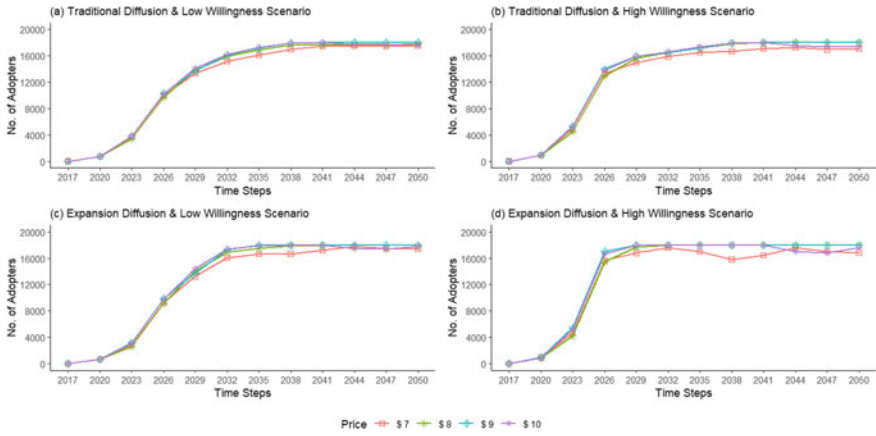 (a) Traditional Diffusion & Low Willingness Scenario
20000
16000
12000
8000
4000
0
No. of Adopters
2017 2020 2023 2026 2029 2032 2035 2038 2041 2044 2047 2050
Time Steps
(b) Traditional Diffusion & High Willingness Scenario
20000
16000
12000
8000
4000
0
No. of Adopters
2017 2020 2023 2026 2029 2032 2035 2038 2041 2044 2047 2050
Time Steps
(c) Expansion Diffusion & Low Willingness Scenario
20000
16000
12000
8000
4000
0
No. of Adopters
2017 2020 2023 2026 2029 2032 2035 2038 2041 2044 2047 2050
Time Steps
(d) Expansion Diffusion & High Willingness Scenario
20000
16000
12000
8000
4000
0
No. of Adopters
2017 2020 2023 2026 2029 2032 2035 2038 2041 2044 2047 2050
Time Steps
Price $ 7 $ 8 $ 9 $ 10